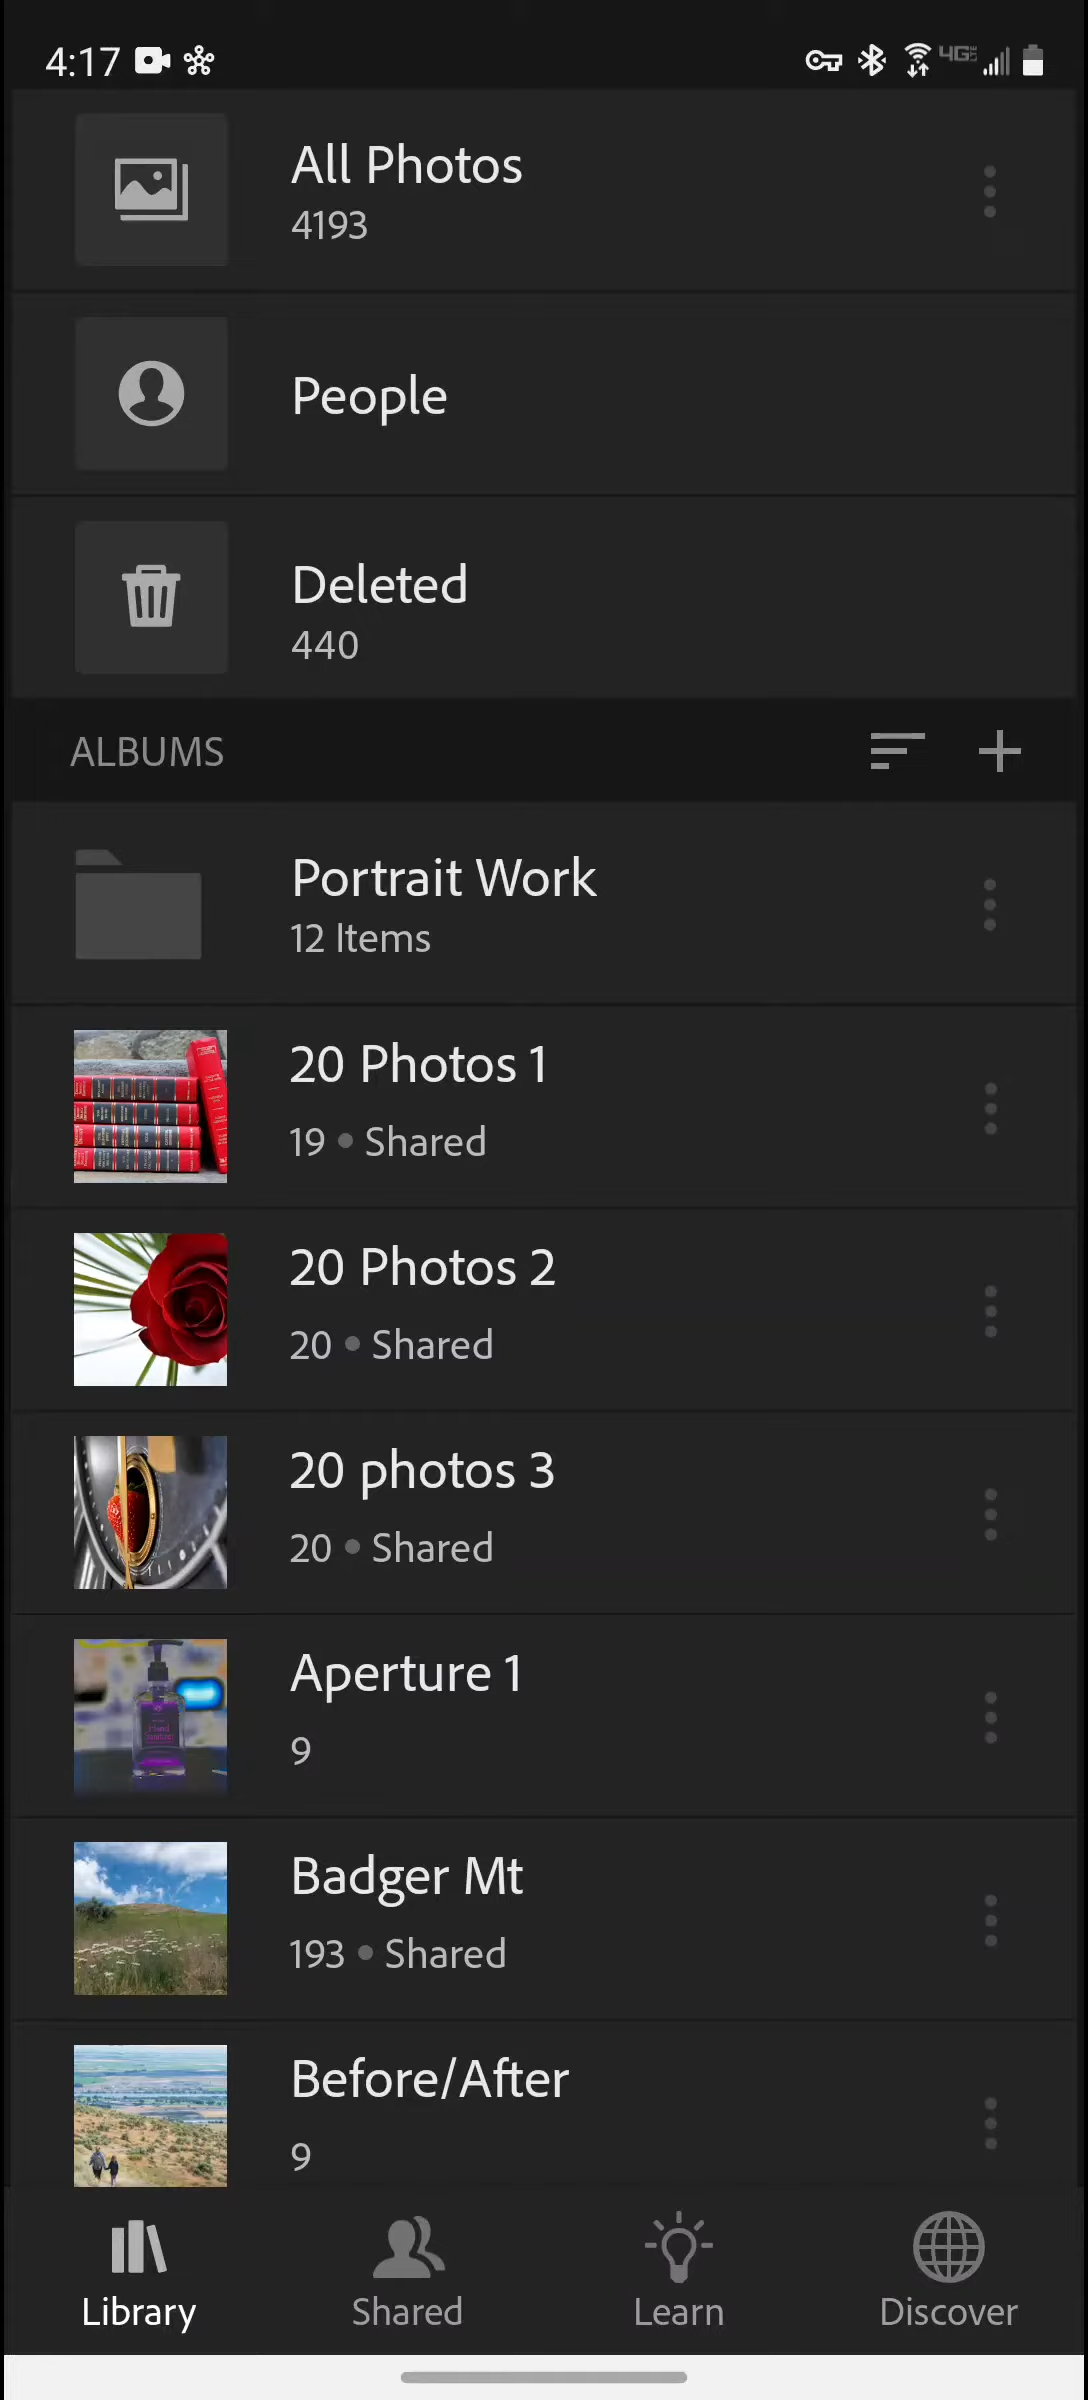 4:17
4G LTE
All Photos
4193
People
Deleted
440
ALBUMS
Portrait Work
12 Items
20 Photos 1
19 • Shared
20 Photos 2
20 • Shared
20 photos 3
20 • Shared
Aperture 1
9
Badger Mt
193 • Shared
Before/After
9
Library
Shared
Learn
Discover